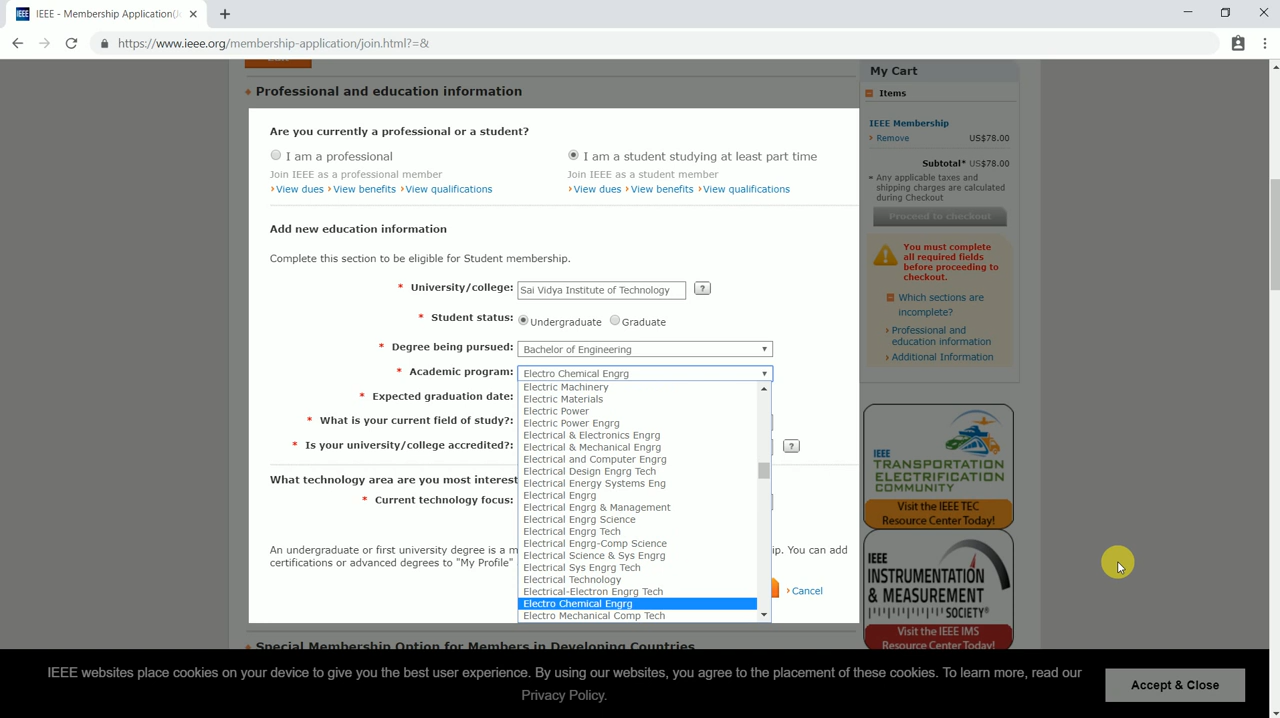 IEEE - Membership Application(J
https://www.ieee.org/membership-application/join.html?=&
Professional and education information
Are you currently a professional or a student?
I am a professional
I am a student studying at least part time
Join IEEE as a professional member
Join IEEE as a student member
View dues View benefits View qualifications
View dues View benefits View qualifications
Add new education information
Complete this section to be eligible for Student membership.
* University/college: Sai Vidya Institute of Technology ?
* Student status: Undergraduate Graduate
* Degree being pursued: Bachelor of Engineering
* Academic program: Electro Chemical Engrg
* Expected graduation date:
* What is your current field of study?:
* Is your university/college accredited?: ?
Electric Machinery
Electric Materials
Electric Power
Electric Power Engrg
Electrical & Electronics Engrg
Electrical & Mechanical Engrg
Electrical and Computer Engrg
Electrical Design Engrg Tech
Electrical Energy Systems Eng
Electrical Engrg
Electrical Engrg & Management
Electrical Engrg Science
Electrical Engrg Tech
Electrical Engrg-Comp Science
Electrical Science & Sys Engrg
Electrical Sys Engrg Tech
Electrical Technology
Electrical-Electron Engrg Tech
Electro Chemical Engrg
Electro Mechanical Comp Tech
What technology area are you most interest
* Current technology focus:
An undergraduate or first university degree is a m
ip. You can add
certifications or advanced degrees to "My Profile"
Cancel
Special Membership Option for Members in Developing Countries
My Cart
Items
IEEE Membership
Remove US$78.00
Subtotal* US$78.00
Any applicable taxes and
shipping charges are calculated
during Checkout
Proceed to checkout
You must complete
all required fields
before proceeding to
checkout.
Which sections are
incomplete?
Professional and
education information
Additional Information
IEEE
TRANSPORTATION
ELECTRIFICATION
COMMUNITY
Visit the IEEE TEC
Resource Center Today!
IEEE
INSTRUMENTATION
& MEASUREMENT
SOCIETY®
Visit the IEEE IMS
Resource Center Today!
IEEE websites place cookies on your device to give you the best user experience. By using our websites, you agree to the placement of these cookies. To learn more, read our
Privacy Policy.
Accept & Close